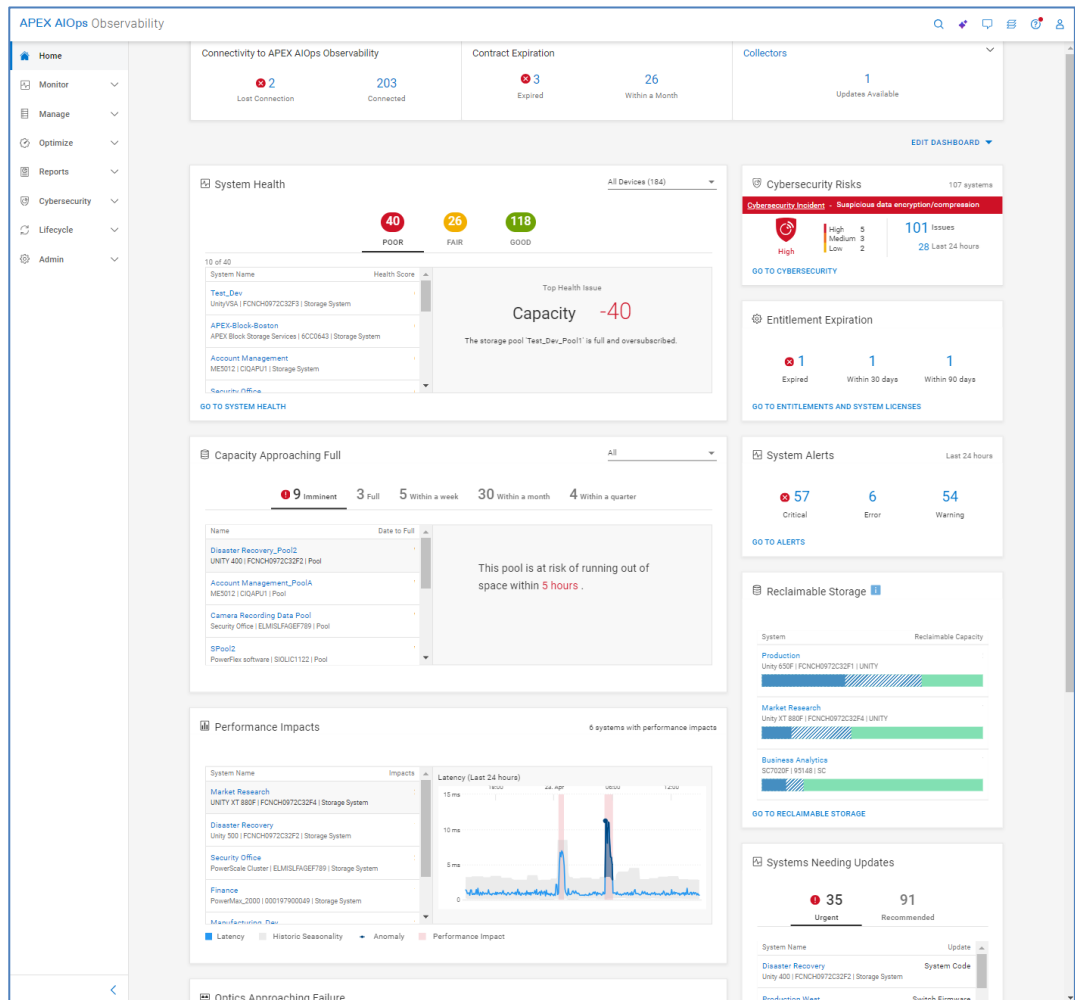 APEX AIOps Observability
Home
Monitor
Manage
Optimize
Reports
Cybersecurity
Lifecycle
Admin
Connectivity to APEX AIOps Observability
2
Lost Connection
203
Connected
Contract Expiration
3
Expired
26
Within a Month
Collectors
1
Updates Available
EDIT DASHBOARD
System Health
All Devices (184)
40
POOR
26
FAIR
118
GOOD
10 of 40
System Name Health Score
Test_Dev
UnityVSA | FCNCH0972C32F3 | Storage System
APEX-Block-Boston
APEX Block Storage Services | 6CC0643 | Storage System
Account Management
ME5012 | CIQAPU1 | Storage System
Security Office
Top Health Issue
Capacity -40
The storage pool 'Test_Dev_Pool1' is full and oversubscribed.
GO TO SYSTEM HEALTH
Cybersecurity Risks
107 systems
Cybersecurity Incident - Suspicious data encryption/compression
High
High 5
Medium 3
Low 2
101 Issues
28 Last 24 hours
GO TO CYBERSECURITY
Entitlement Expiration
1
Expired
1
Within 30 days
1
Within 90 days
GO TO ENTITLEMENTS AND SYSTEM LICENSES
Capacity Approaching Full
All
9 Imminent
3 Full
5 Within a week
30 Within a month
4 Within a quarter
Name Date to Full
Disaster Recovery_Pool2
UNITY 400 | FCNCH0972C32F2 | Pool
Account Management_PoolA
ME5012 | CIQAPU1 | Pool
Camera Recording Data Pool
Security Office | ELMISLFAGEF789 | Pool
SPool2
PowerFlex software | SIOLIC1122 | Pool
This pool is at risk of running out of
space within 5 hours .
System Alerts
Last 24 hours
57
Critical
6
Error
54
Warning
GO TO ALERTS
Reclaimable Storage
System Reclaimable Capacity
Production
Unity 650F | FCNCH0972C32F1 | UNITY
Market Research
Unity XT 880F | FCNCH0972C32F4 | UNITY
Business Analytics
SC7020F | 95148 | SC
GO TO RECLAIMABLE STORAGE
Performance Impacts
6 systems with performance impacts
System Name Impacts
Market Research
UNITY XT 880F | FCNCH0972C32F4 | Storage System
Disaster Recovery
Unity 500 | FCNCH0972C32F2 | Storage System
Security Office
PowerScale Cluster | ELMISLFAGEF789 | Storage System
Finance
PowerMax_2000 | 000197900049 | Storage System
Manufacturing_Dev
Latency (Last 24 hours)
18:00 23. Apr 06:00 12:00
15 ms
10 ms
5 ms
0
Latency Historic Seasonality Anomaly Performance Impact
Systems Needing Updates
35
Urgent
91
Recommended
System Name Update
Disaster Recovery System Code
Unity 400 | FCNCH0972C32F2 | Storage System
Production West Switch Firmware
Optics Approaching Failure